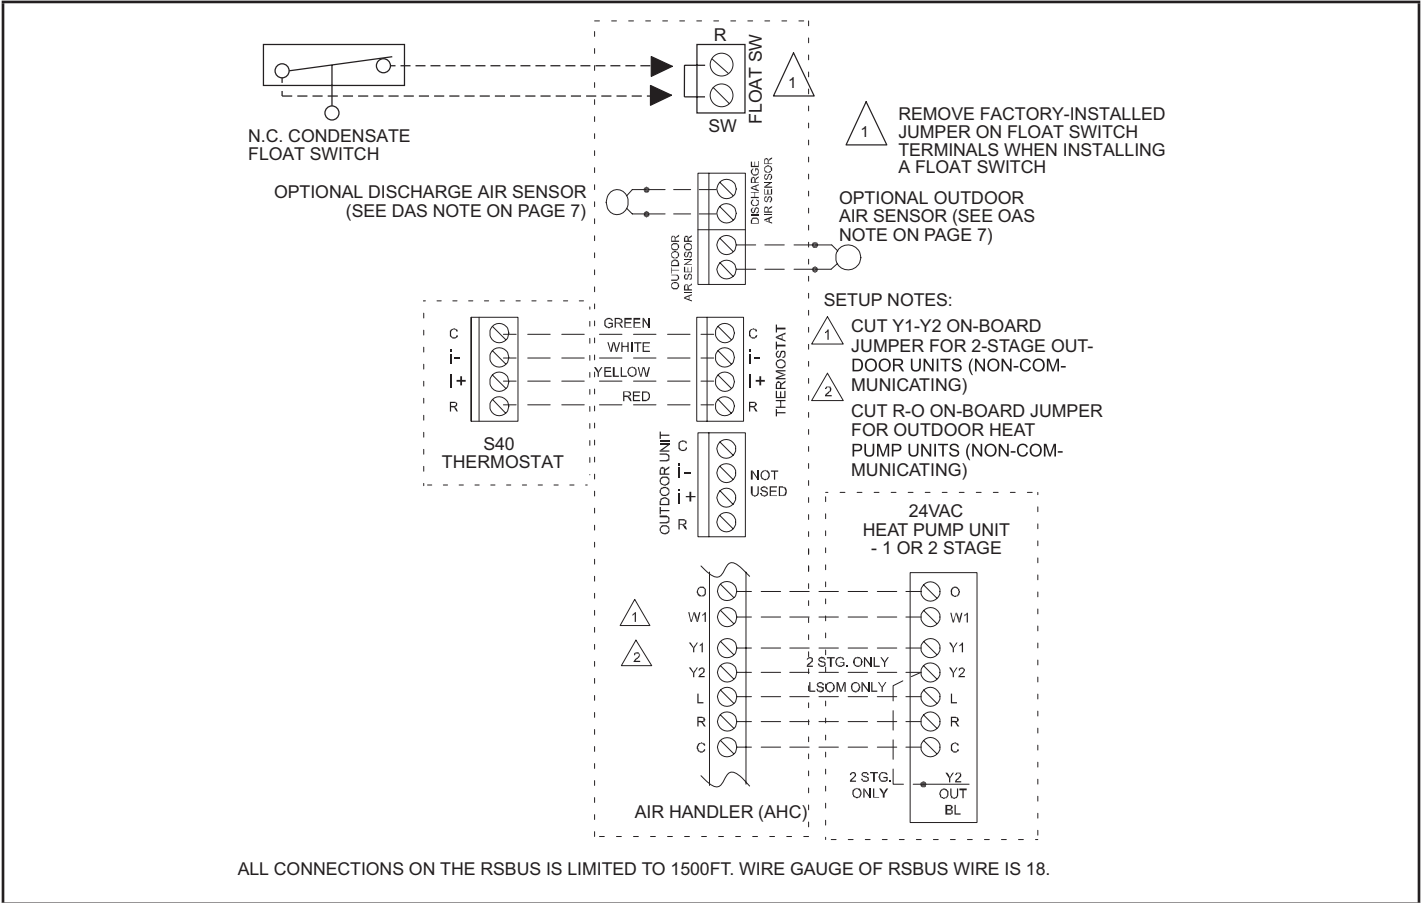 R
FLOAT SW
1
SW
N.C. CONDENSATE
FLOAT SWITCH
1
REMOVE FACTORY-INSTALLED
JUMPER ON FLOAT SWITCH
TERMINALS WHEN INSTALLING
A FLOAT SWITCH
OPTIONAL DISCHARGE AIR SENSOR
(SEE DAS NOTE ON PAGE 7)
DISCHARGE
AIR SENSOR
OPTIONAL OUTDOOR
AIR SENSOR (SEE OAS
NOTE ON PAGE 7)
OUTDOOR
AIR SENSOR
C
i-
I+
R
S40
THERMOSTAT
GREEN
WHITE
YELLOW
RED
C
i-
I+
R
THERMOSTAT
SETUP NOTES:
1
CUT Y1-Y2 ON-BOARD
JUMPER FOR 2-STAGE OUT-
DOOR UNITS (NON-COM-
MUNICATING)
2
CUT R-O ON-BOARD JUMPER
FOR OUTDOOR HEAT
PUMP UNITS (NON-COM-
MUNICATING)
OUTDOOR UNIT
C
i-
i+
R
NOT
USED
24VAC
HEAT PUMP UNIT
- 1 OR 2 STAGE
1
2
O
W1
Y1
Y2
L
R
C
2 STG. ONLY
LSOM ONLY
O
W1
Y1
Y2
L
R
C
2 STG.
ONLY
Y2
OUT
BL
AIR HANDLER (AHC)
ALL CONNECTIONS ON THE RSBUS IS LIMITED TO 1500FT. WIRE GAUGE OF RSBUS WIRE IS 18.